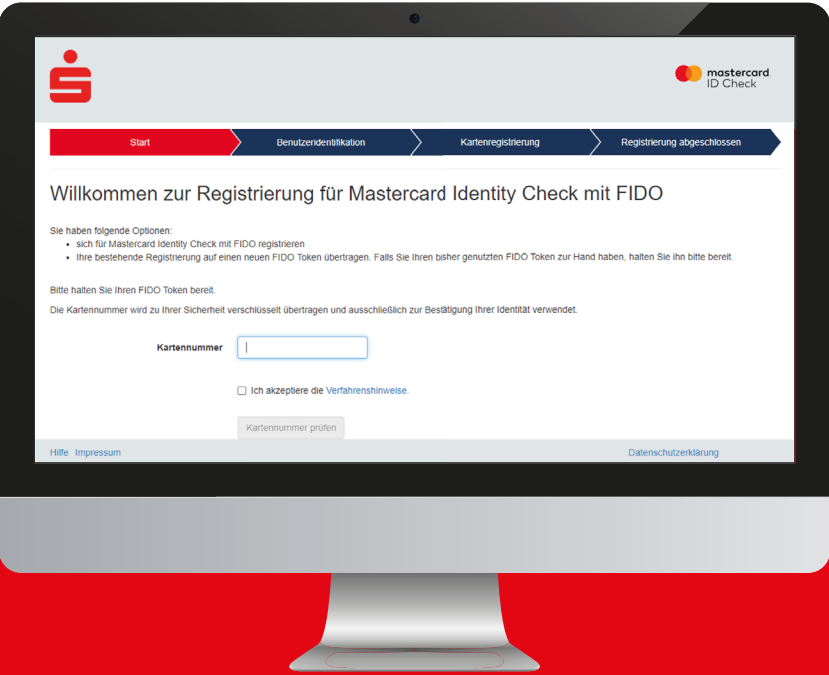 mastercard
ID Check
Start
Benutzeridentifikation
Kartenregistrierung
Registrierung abgeschlossen
Willkommen zur Registrierung für Mastercard Identity Check mit FIDO
Sie haben folgende Optionen:
• sich für Mastercard Identity Check mit FIDO registrieren
• Ihre bestehende Registrierung auf einen neuen FIDO Token übertragen. Falls Sie Ihren bisher genutzten FIDO Token zur Hand haben, halten Sie ihn bitte bereit.
Bitte halten Sie Ihren FIDO Token bereit.
Die Kartennummer wird zu Ihrer Sicherheit verschlüsselt übertragen und ausschließlich zur Bestätigung Ihrer Identität verwendet.
Kartennummer
Ich akzeptiere die Verfahrenshinweise.
Kartennummer prüfen
Hilfe Impressum
Datenschutzerklärung